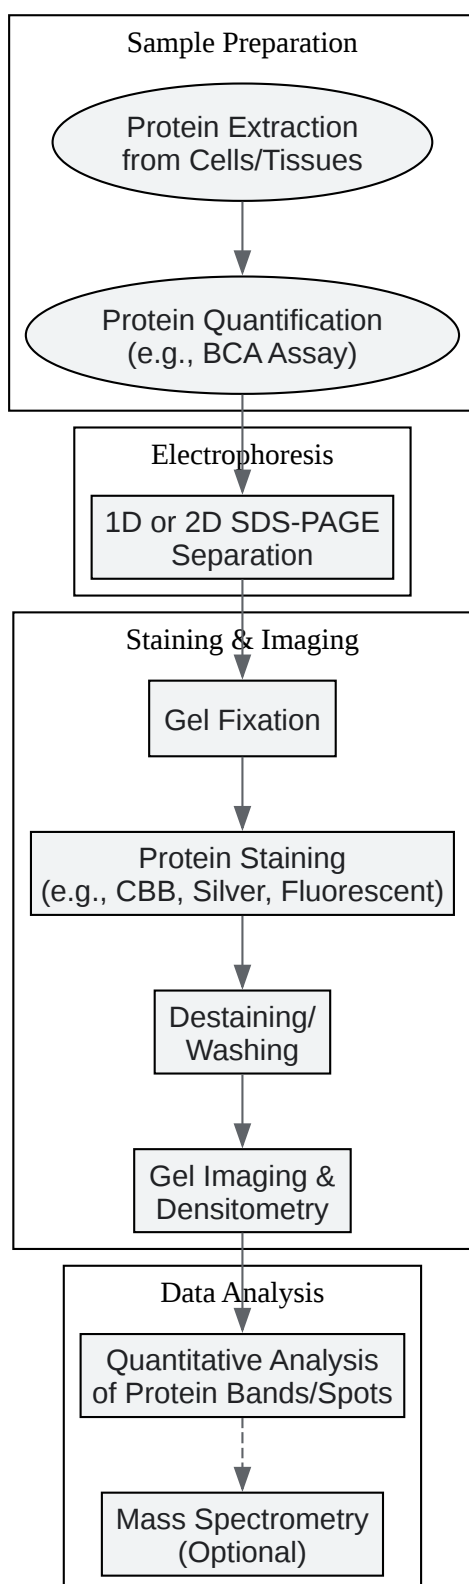 Sample Preparation
Protein Extraction
from Cells/Tissues
Protein Quantification
(e.g., BCA Assay)
Electrophoresis
1D or 2D SDS-PAGE
Separation
Staining & Imaging
Gel Fixation
Protein Staining
(e.g., CBB, Silver, Fluorescent)
Destaining/
Washing
Gel Imaging &
Densitometry
Data Analysis
Quantitative Analysis
of Protein Bands/Spots
Mass Spectrometry
(Optional)